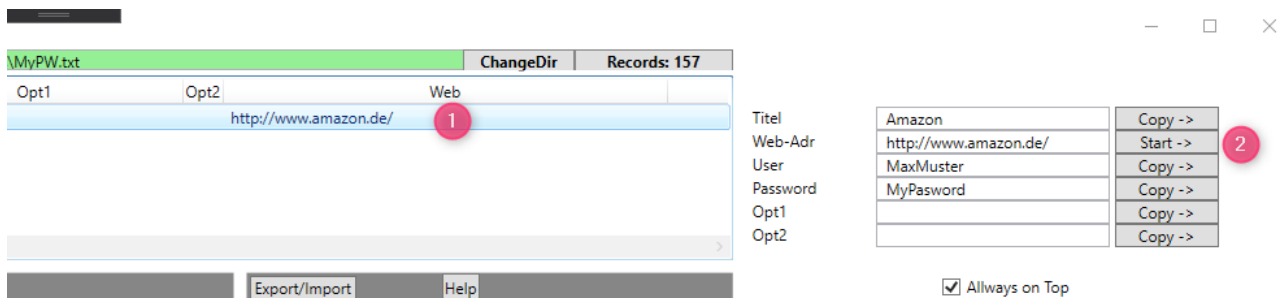 \MyPW.txt ChangeDir Records: 157
Opt1 Opt2 Web
http://www.amazon.de/ 1
Titel Amazon Copy ->
Web-Adr http://www.amazon.de/ Start -> 2
User MaxMuster Copy ->
Password MyPasword Copy ->
Opt1 Copy ->
Opt2 Copy ->
Export/Import Help Allways on Top